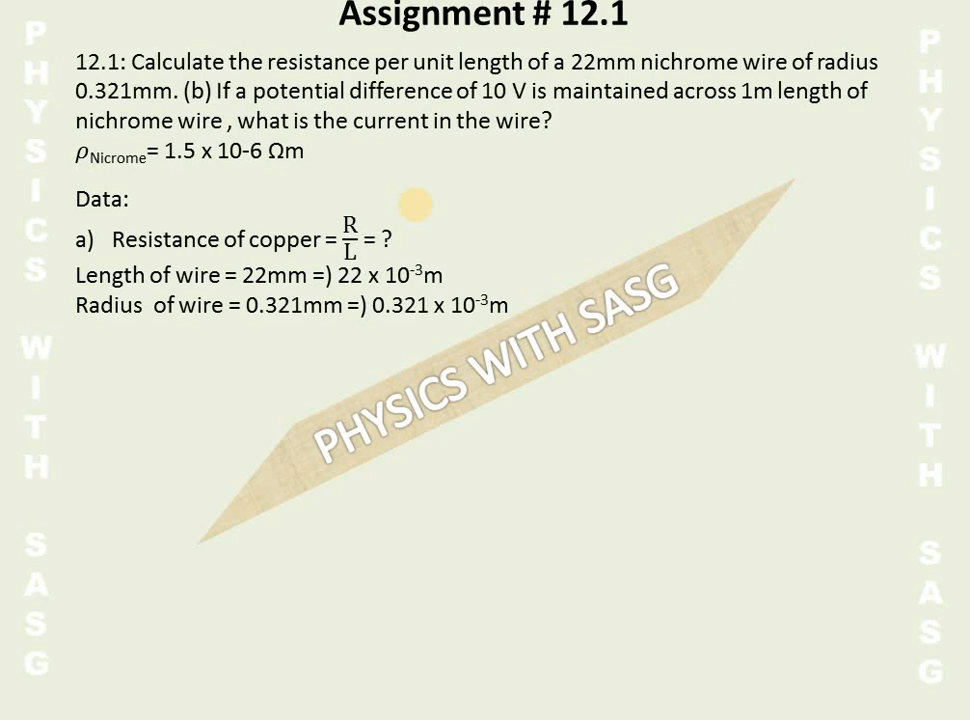 Assignment # 12.1
12.1: Calculate the resistance per unit length of a 22mm nichrome wire of radius
0.321mm. (b) If a potential difference of 10 V is maintained across 1m length of
nichrome wire , what is the current in the wire?
ρNicrome= 1.5 x 10-6 Ωm
Data:
a) Resistance of copper = R/L = ?
Length of wire = 22mm =) 22 x 10⁻³m
Radius of wire = 0.321mm =) 0.321 x 10⁻³m
PHYSICS WITH SASG
PHYSICS WITH SASG
PHYSICS WITH SASG